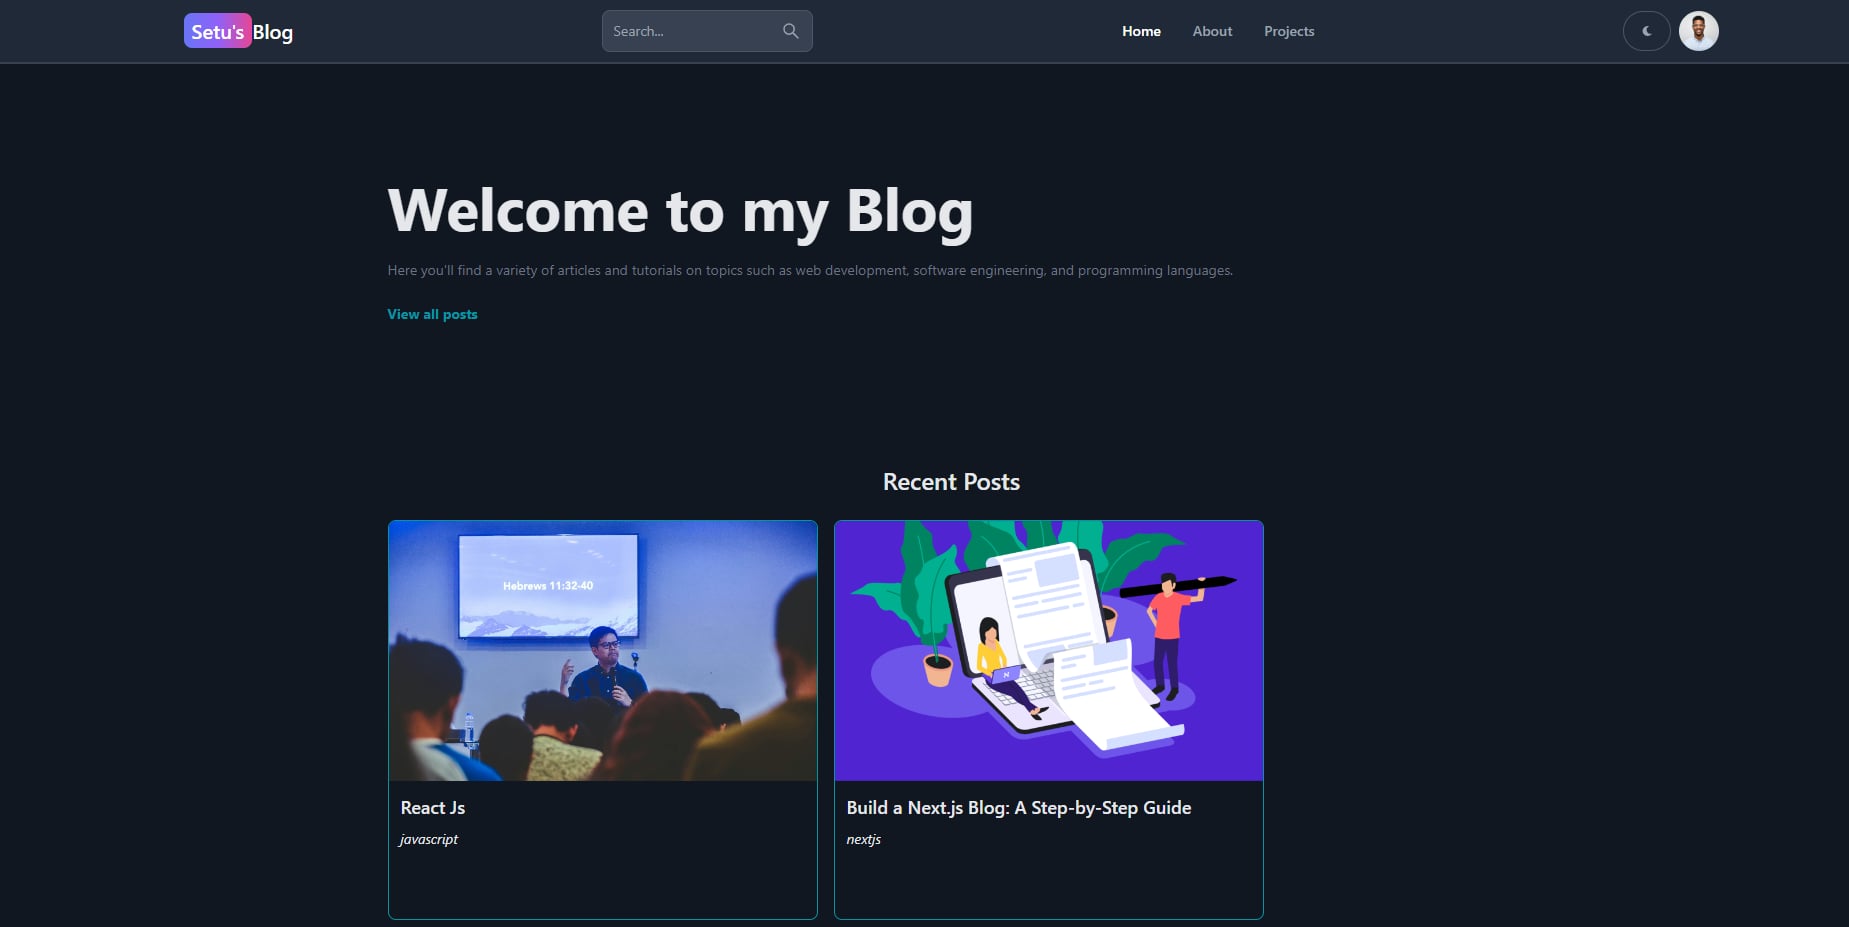 Setu's Blog
Search...
Home
About
Projects
Welcome to my Blog
Here you'll find a variety of articles and tutorials on topics such as web development, software engineering, and programming languages.
View all posts
Recent Posts
Hebrews 11:32-40
N
React Js
javascript
Build a Next.js Blog: A Step-by-Step Guide
nextjs